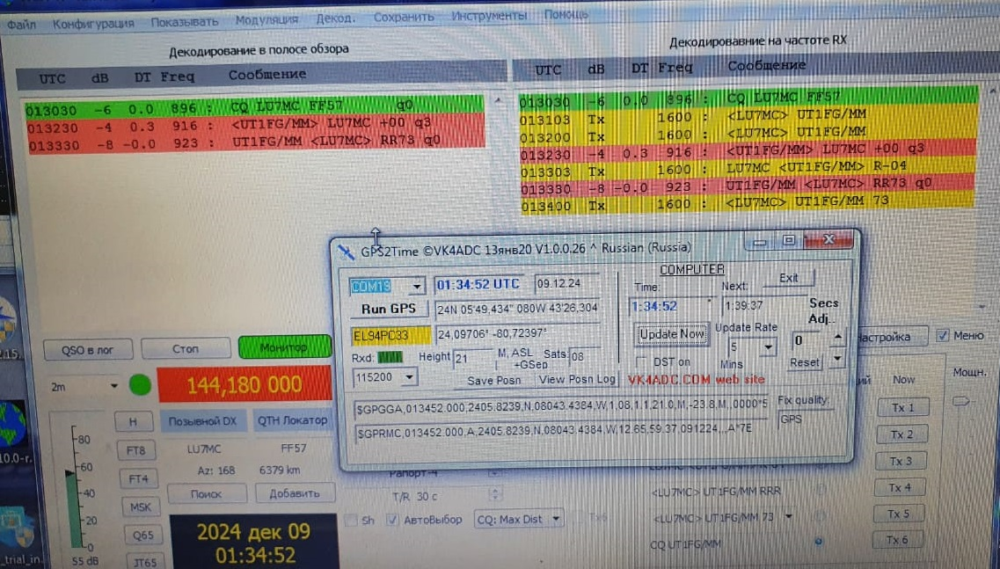 Файл Конфигурация Показывать Модуляция Декод. Сохранить Инструменты Помощь
Декодирование в полосе обзора
UTC dB DT Freq Сообщение
013030 -6 0.0 896 : CQ LU7MC FF57 q0
013230 -4 0.3 916 : <UT1FG/MM> LU7MC +00 q3
013330 -8 -0.0 923 : UT1FG/MM <LU7MC> RR73 q0
Декодировавние на частоте RX
UTC dB DT Freq Сообщение
013030 -6 0.0 896 : CQ LU7MC FF57
013103 Tx 1600 : <LU7MC> UT1FG/MM
013200 Tx 1600 : <LU7MC> UT1FG/MM
013230 -4 0.3 916 : <UT1FG/MM> LU7MC +00 q3
013303 Tx 1600 : LU7MC <UT1FG/MM> R-04
013330 -8 -0.0 923 : UT1FG/MM <LU7MC> RR73 q0
013400 Tx 1600 : <LU7MC> UT1FG/MM 73
GPS2Time ©VK4ADC 13янв20 V1.0.0.26 ^ Russian (Russia)
COM19 01:34:52 UTC 09.12.24
Run GPS 24N 05'49,434" 080W 43'26,304
EL94PC33 24,09706° -80,72397°
Rxd: Height 21 M, ASL +GSep Sats 08
115200 Save Posn View Posn Log
COMPUTER
Time: Next: Exit
1:34:52 1:39:37 Secs Adj..
Update Now Update Rate 0
5 Mins
DST on Reset
VK4ADC.COM web site
Fix quality:
GPS
$GPGGA,013452.000,2405.8239,N,08043.4384,W,1,08,1.1,21.0,M,-23.8,M,,0000*5
$GPRMC,013452.000,A,2405.8239,N,08043.4384,W,12.65,59.37,091224,,,A*7E
QSO в лог Стоп Монитор Настройка Меню
2m 144,180 000
Мощн.
Now
Tx 1
Tx 2
Tx 3
Tx 4
Tx 5
Tx 6
H Позывной DX QTH Локатор
FT8 LU7MC FF57
FT4 Az: 168 6379 km
MSK Поиск Добавить
Q65
JT65
80
60
40
20
0
55 dB
2024 дек 09
01:34:52
Рапорт -4
T/R 30 с
Sh АвтоВыбор CQ: Max Dist Tx6
<LU7MC> UT1FG/MM RRR
<LU7MC> UT1FG/MM 73
CQ UT1FG/MM
_trial_in.